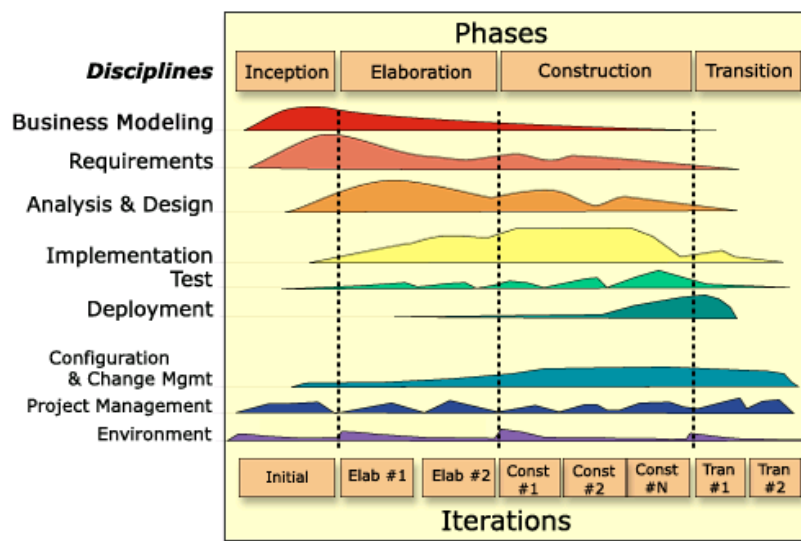 Phases
Disciplines
Inception
Elaboration
Construction
Transition
Business Modeling
Requirements
Analysis & Design
Implementation
Test
Deployment
Configuration
& Change Mgmt
Project Management
Environment
Initial
Elab #1
Elab #2
Const
#1
Const
#2
Const
#N
Tran
#1
Tran
#2
Iterations